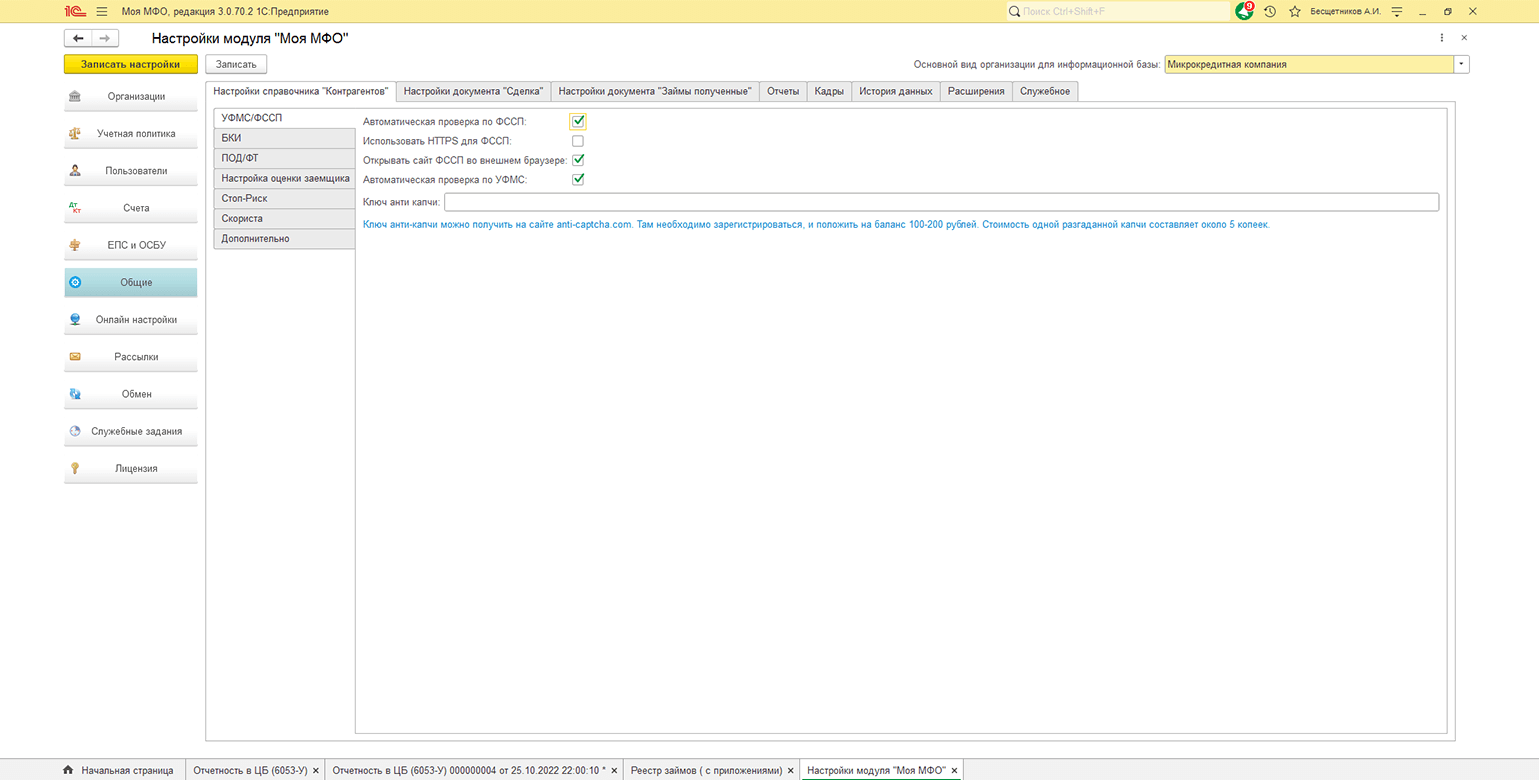 1С Моя МФО, редакция 3.0.70.2 1С:Предприятие Поиск Ctrl+Shift+F 9 Бесщетников А.И.
Настройки модуля "Моя МФО"
Записать настройки Записать Основной вид организации для информационной базы: Микрокредитная компания
Организации
Учетная политика
Пользователи
Дт Кт Счета
ЕПС и ОСБУ
Общие
Онлайн настройки
Рассылки
Обмен
Служебные задания
Лицензия
Настройки справочника "Контрагентов" Настройки документа "Сделка" Настройки документа "Займы полученные" Отчеты Кадры История данных Расширения Служебное
УФМС/ФССП
БКИ
ПОД/ФТ
Настройка оценки заемщика
Стоп-Риск
Скориста
Дополнительно
Автоматическая проверка по ФССП:
Использовать HTTPS для ФССП:
Открывать сайт ФССП во внешнем браузере:
Автоматическая проверка по УФМС:
Ключ анти капчи:
Ключ анти-капчи можно получить на сайте anti-captcha.com. Там необходимо зарегистрироваться, и положить на баланс 100-200 рублей. Стоимость одной разгаданной капчи составляет около 5 копеек.
Начальная страница Отчетность в ЦБ (6053-У) Отчетность в ЦБ (6053-У) 000000004 от 25.10.2022 22:00:10 * Реестр займов ( с приложениями) Настройки модуля "Моя МФО"